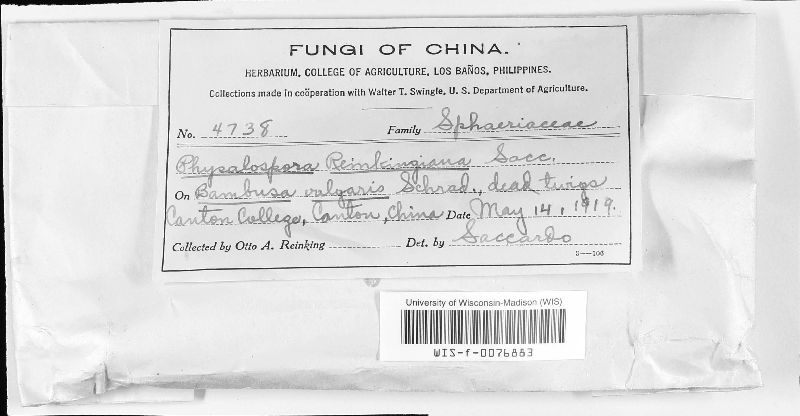 FUNGI OF CHINA.
HERBARIUM, COLLEGE OF AGRICULTURE, LOS BAÑOS, PHILIPPINES.
Collections made in coöperation with Walter T. Swingle, U. S. Department of Agriculture.
No. 4738 Family Sphaeriaceae
Physalospora Reinkingiana Sacc.
On Bambusa vulgaris Schrad., dead twigs
Canton College, Canton, China Date May 14, 1919.
Collected by Otto A. Reinking Det. by Saccardo
S—106
University of Wisconsin-Madison (WIS)
WIS-f-0076883